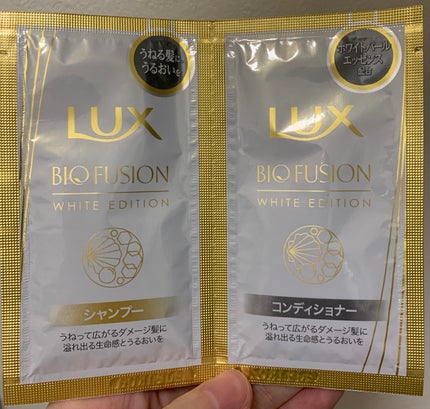 うねる髪に
うるおいを
LUX
BIO FUSION
WHITE EDITION
シャンプー
うねって広がるダメージ髪に
溢れ出る生命感とうるおいを
ホワイトパール
エッセンス
配合
LUX
BIO FUSION
WHITE EDITION
コンディショナー
うねって広がるダメージ髪に
溢れ出る生命感とうるおいを